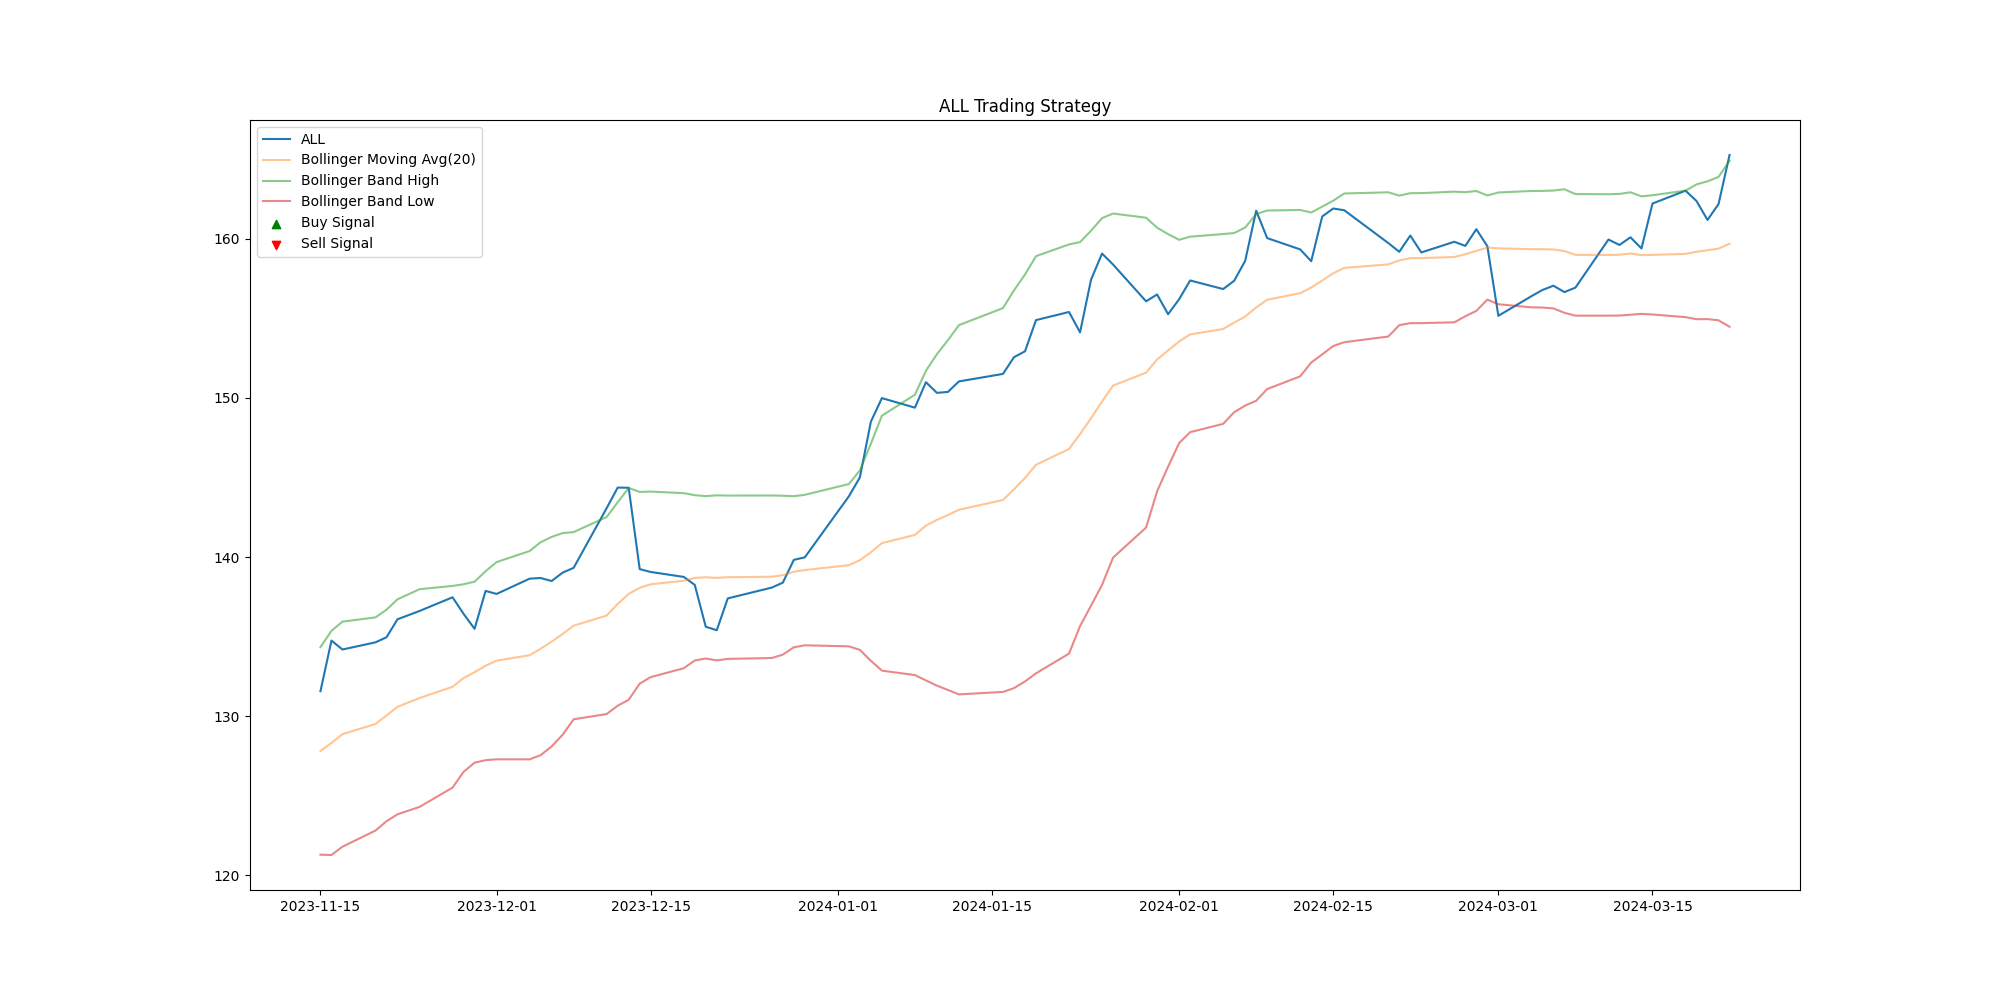 ALL Trading Strategy
ALL
Bollinger Moving Avg(20)
Bollinger Band High
Bollinger Band Low
Buy Signal
Sell Signal
160
150
140
130
120
2023-11-15 2023-12-01 2023-12-15 2024-01-01 2024-01-15 2024-02-01 2024-02-15 2024-03-01 2024-03-15